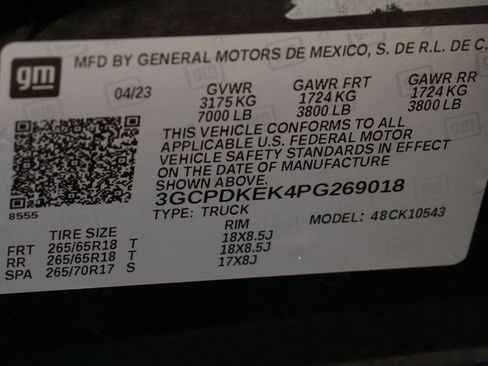 gm
MFD BY GENERAL MOTORS DE MEXICO, S. DE R.L. DE C.
04/23 GVWR GAWR FRT GAWR RR
3175 KG 1724 KG 1724 KG
7000 LB 3800 LB 3800 LB
THIS VEHICLE CONFORMS TO ALL
APPLICABLE U.S. FEDERAL MOTOR
VEHICLE SAFETY STANDARDS IN EFFECT
ON THE DATE OF MANUFACTURE
SHOWN ABOVE.
3GCPDKEK4PG269018
8555
TYPE: TRUCK MODEL: 48CK10543
TIRE SIZE RIM
FRT 265/65R18 T 18X8.5J
RR 265/65R18 T 18X8.5J
SPA 265/70R17 S 17X8J